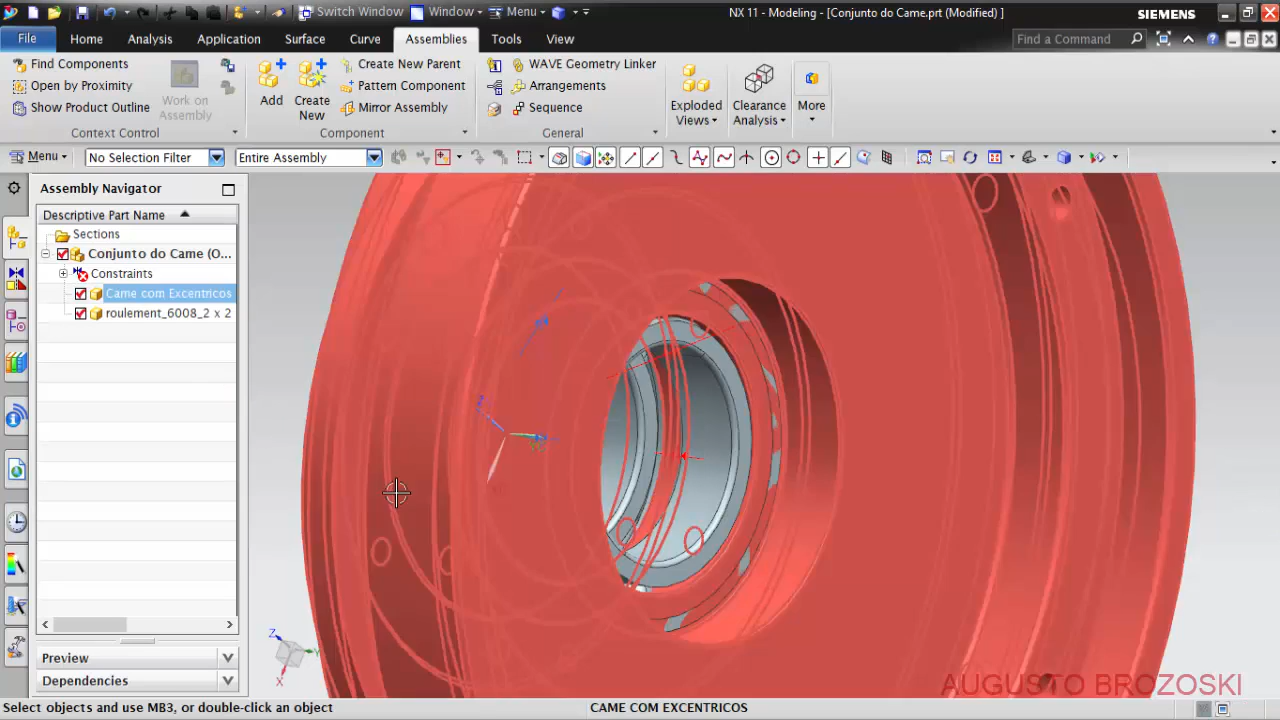 Switch Window Window Menu NX 11 - Modeling - [Conjunto do Came.prt (Modified) ] SIEMENS
File Home Analysis Application Surface Curve Assemblies Tools View Find a Command
Find Components
Open by Proximity
Show Product Outline
Work on
Assembly
Context Control
Add
Create
New
Create New Parent
Pattern Component
Mirror Assembly
Component
WAVE Geometry Linker
Arrangements
Sequence
General
Exploded
Views
Clearance
Analysis
More
Menu No Selection Filter Entire Assembly
Assembly Navigator
Descriptive Part Name
Sections
Conjunto do Came (O...
Constraints
Came com Excentricos
roulement_6008_2 x 2
Preview
Dependencies
Z
Y
X
AUGUSTO BROZOSKI
Select objects and use MB3, or double-click an object CAME COM EXCENTRICOS